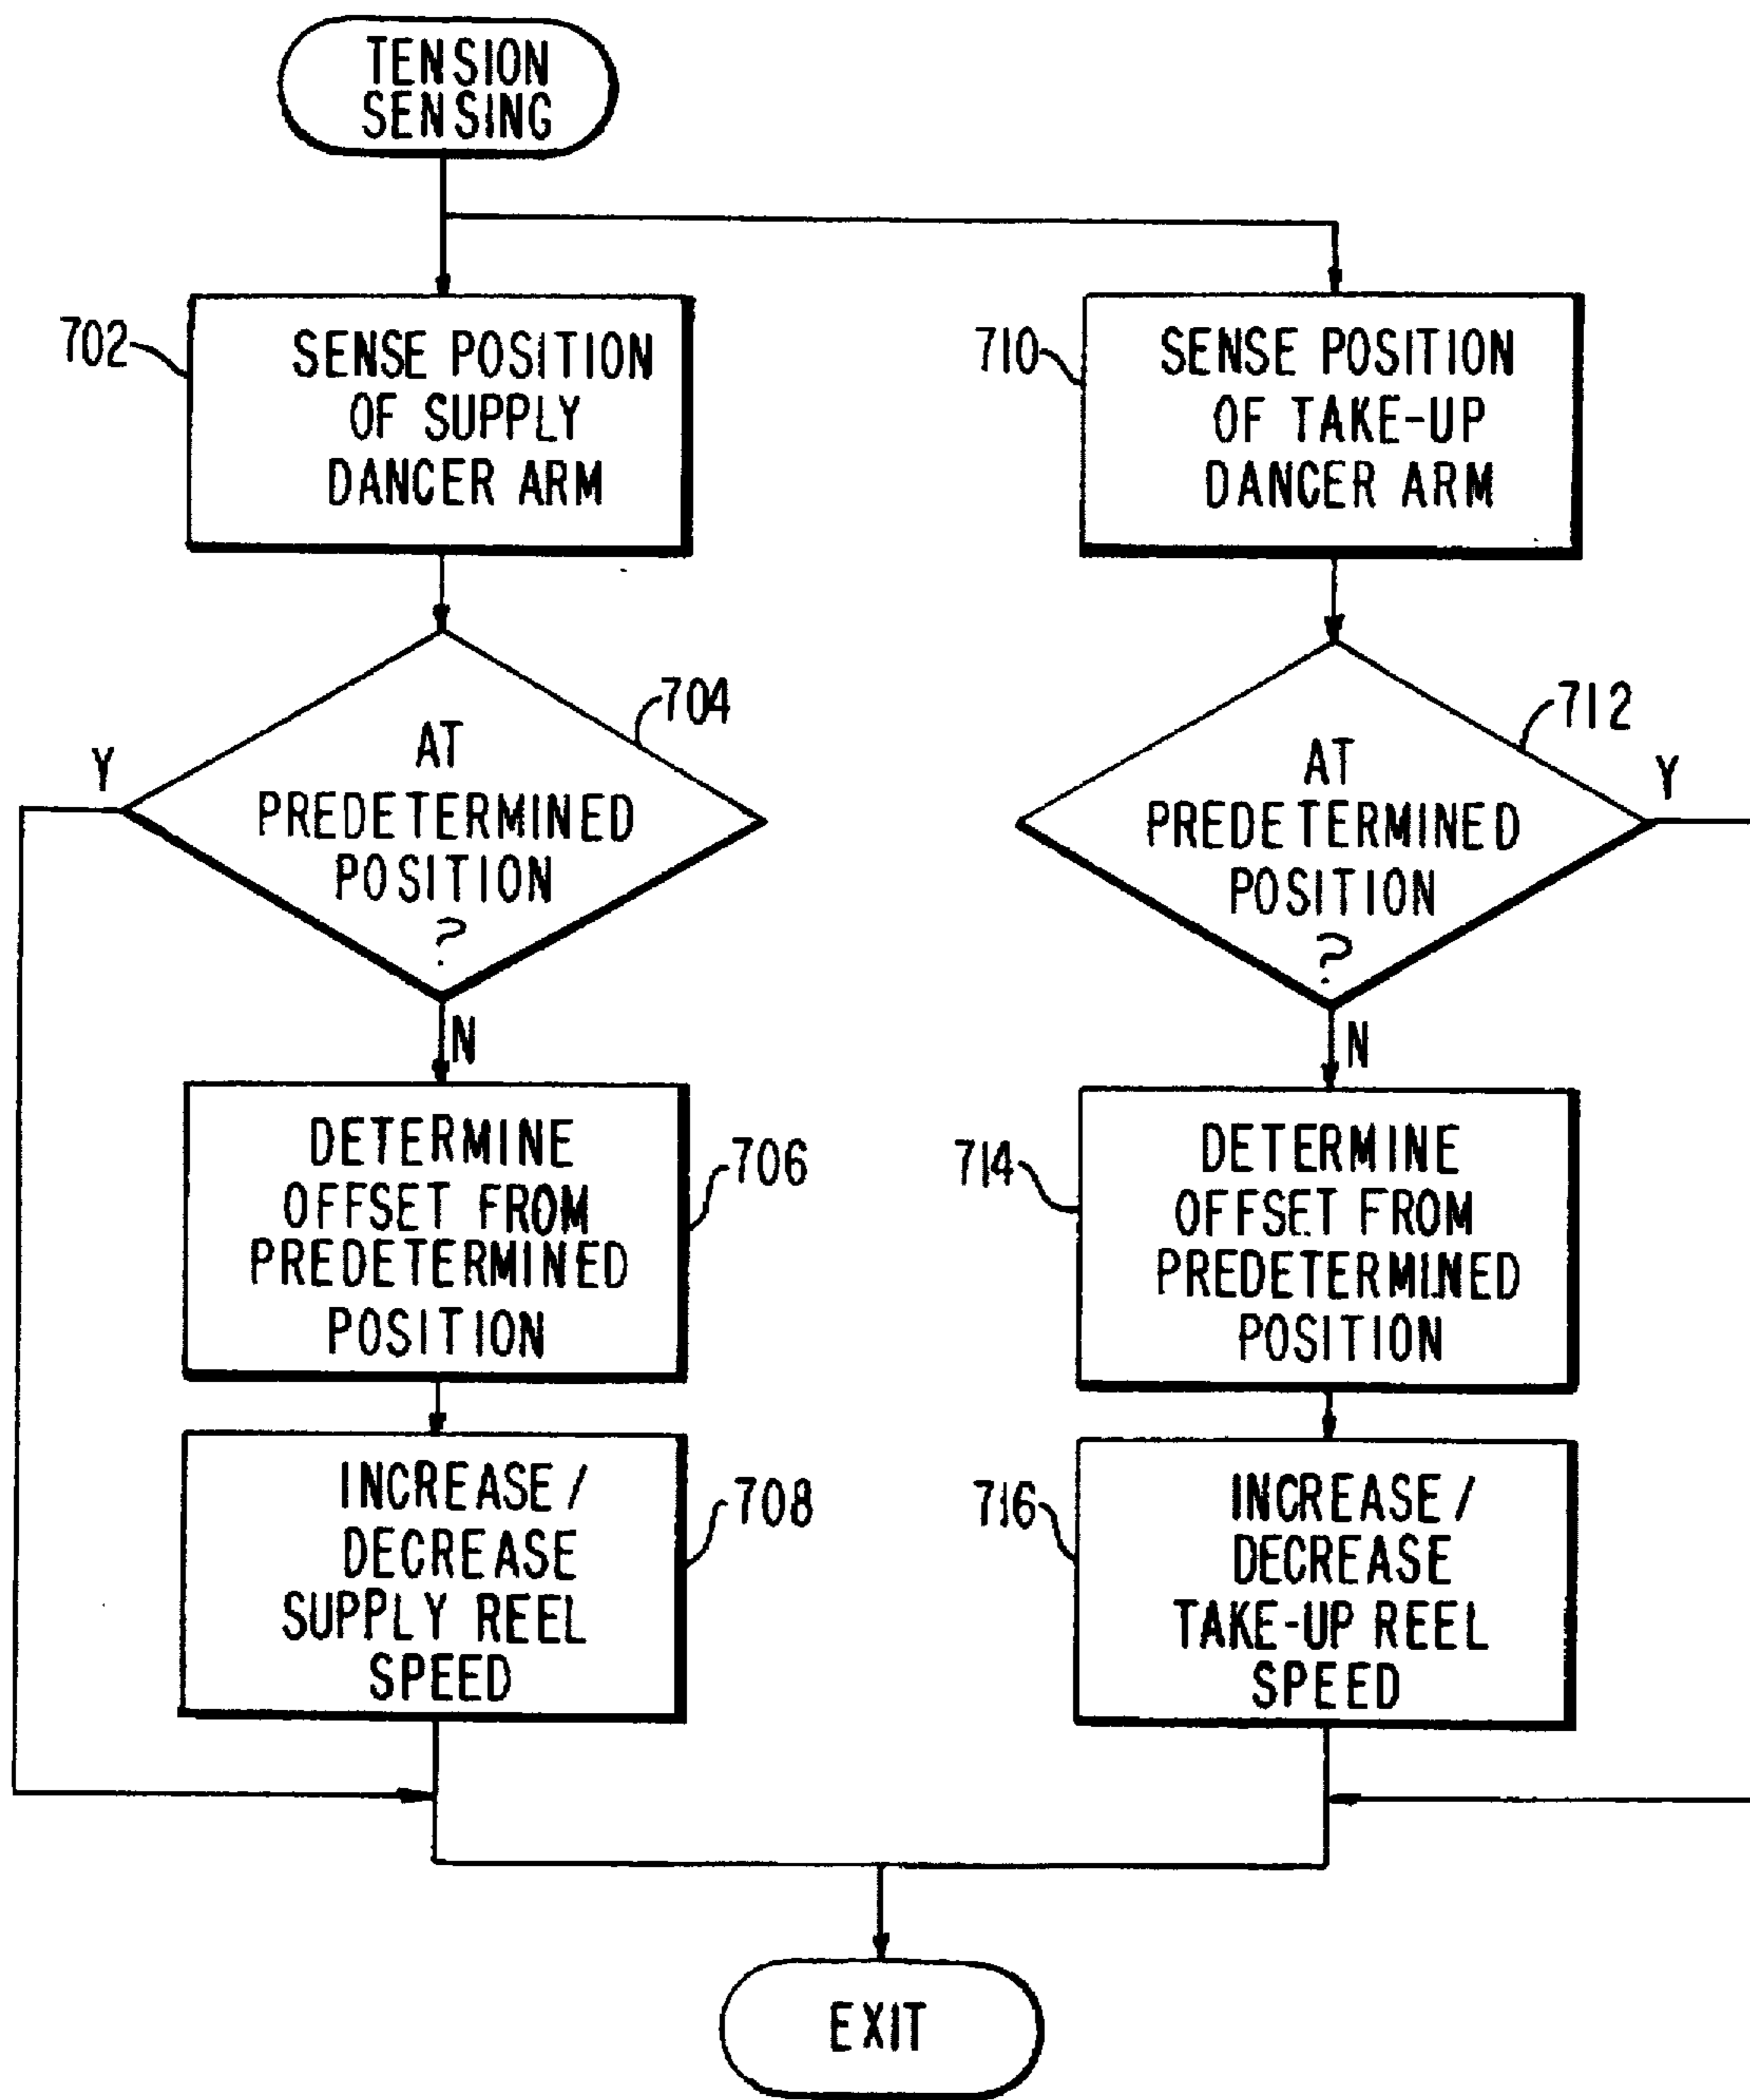 TENSION
SENSING
702
SENSE POSITION
OF SUPPLY
DANCER ARM
704
Y
AT
PREDETERMINED
POSITION
?
N
DETERMINE
OFFSET FROM
PREDETERMINED
POSITION
706
INCREASE/
DECREASE
SUPPLY REEL
SPEED
708
710
SENSE POSITION
OF TAKE-UP
DANCER ARM
712
AT
PREDETERMINED
POSITION
?
Y
N
714
DETERMINE
OFFSET FROM
PREDETERMINED
POSITION
716
INCREASE/
DECREASE
TAKE-UP REEL
SPEED
EXIT